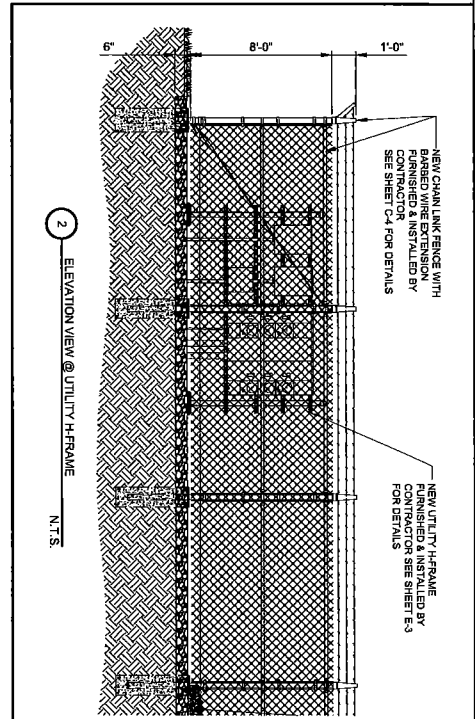 6"
8'-0"
1'-0"
NEW CHAIN LINK FENCE WITH
BARBED WIRE EXTENSION
FURNISHED & INSTALLED BY
CONTRACTOR
SEE SHEET C-4 FOR DETAILS
NEW UTILITY H-FRAME
FURNISHED & INSTALLED BY
CONTRACTOR SEE SHEET E-3
FOR DETAILS
2
ELEVATION VIEW @ UTILITY H-FRAME
N.T.S.